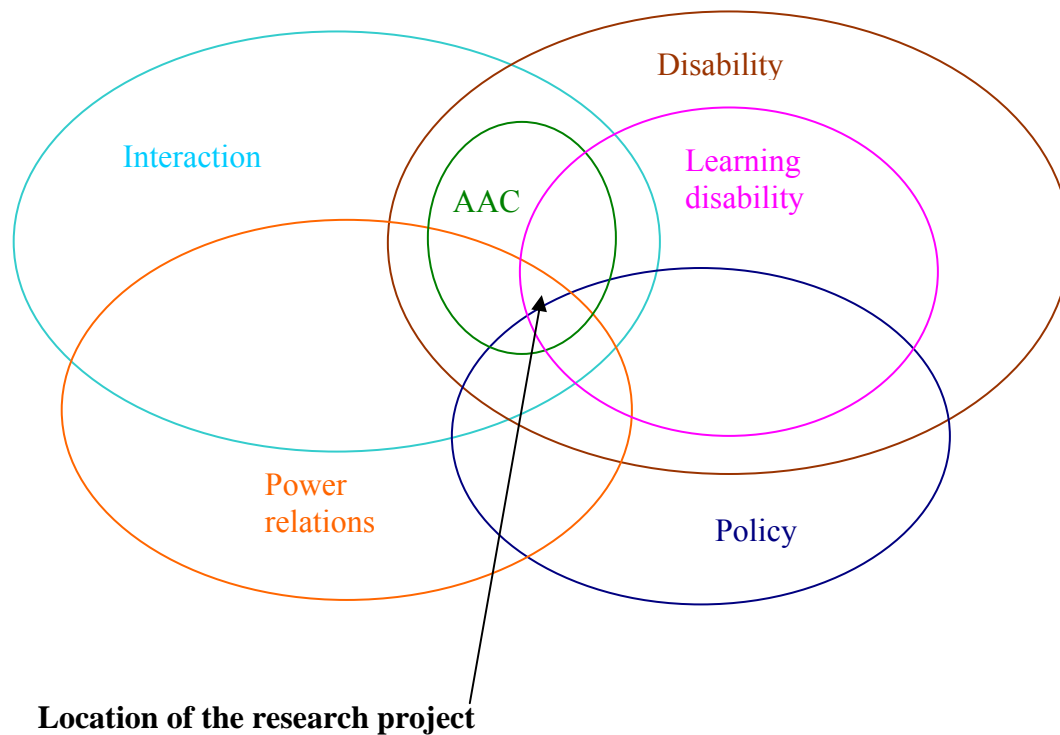 Disability
Interaction
Learning
disability
AAC
Power
relations
Policy
Location of the research project